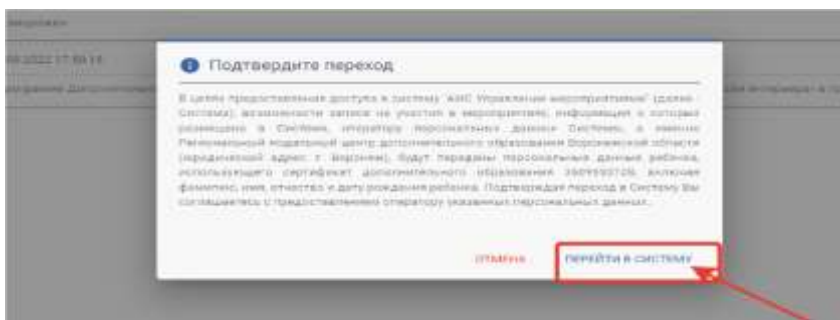 Подтвердите переход
В целях предоставления доступа в систему "АИС Управление мероприятиями" (далее -
Система), возможности записи на участия в мероприятиях, информация о которых
размещено в Системе, оператору персональных данных Системы, а именно
Региональный модельный центр дополнительного образования Воронежской области
(юридический адрес: г. Воронеж), будут переданы персональные данные ребенка,
использующего сертификат дополнительного образования включая
фамилию, имя, отчество и дату рождения ребенка. Подтверждая переход в Систему Вы
соглашаетесь с предоставлением оператору указанных персональных данных.
ОТМЕНА ПЕРЕЙТИ В СИСТЕМУ